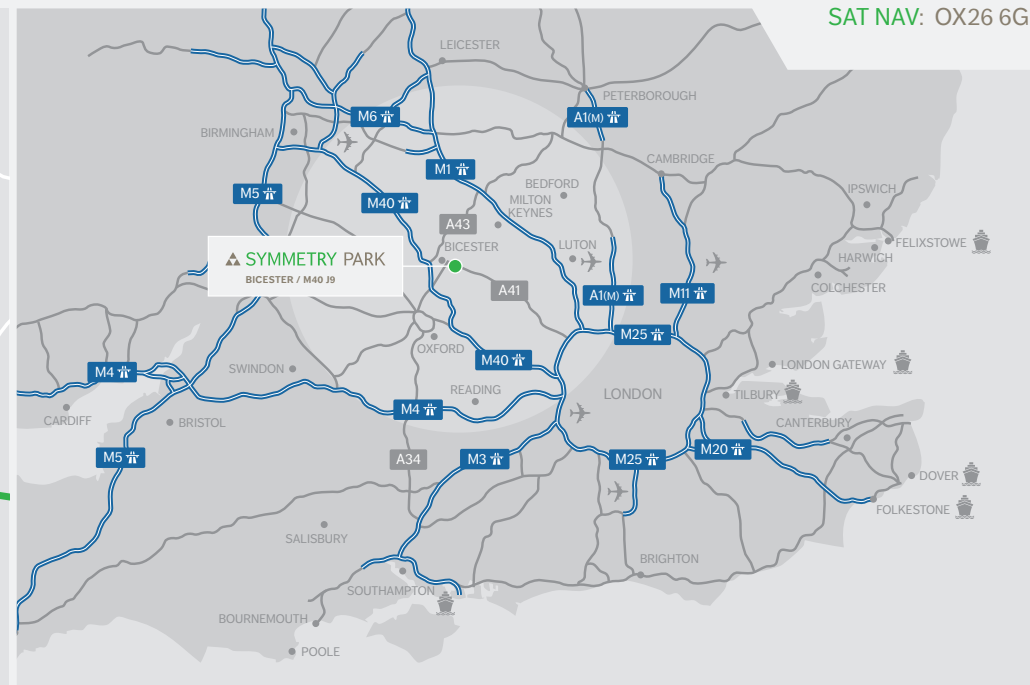 SAT NAV: OX26 6G
LEICESTER
PETERBOROUGH
M6
A1(M)
BIRMINGHAM
CAMBRIDGE
M1
M5
M40
BEDFORD
MILTON
KEYNES
IPSWICH
A43
BICESTER
LUTON
FELIXSTOWE
HARWICH
SYMMETRY PARK
BICESTER / M40 J9
COLCHESTER
A41
A1(M)
M11
M25
OXFORD
M40
LONDON GATEWAY
M4
SWINDON
READING
LONDON
TILBURY
M4
CARDIFF
BRISTOL
CANTERBURY
M5
A34
M3
M25
M20
DOVER
FOLKESTONE
SALISBURY
BRIGHTON
SOUTHAMPTON
BOURNEMOUTH
POOLE